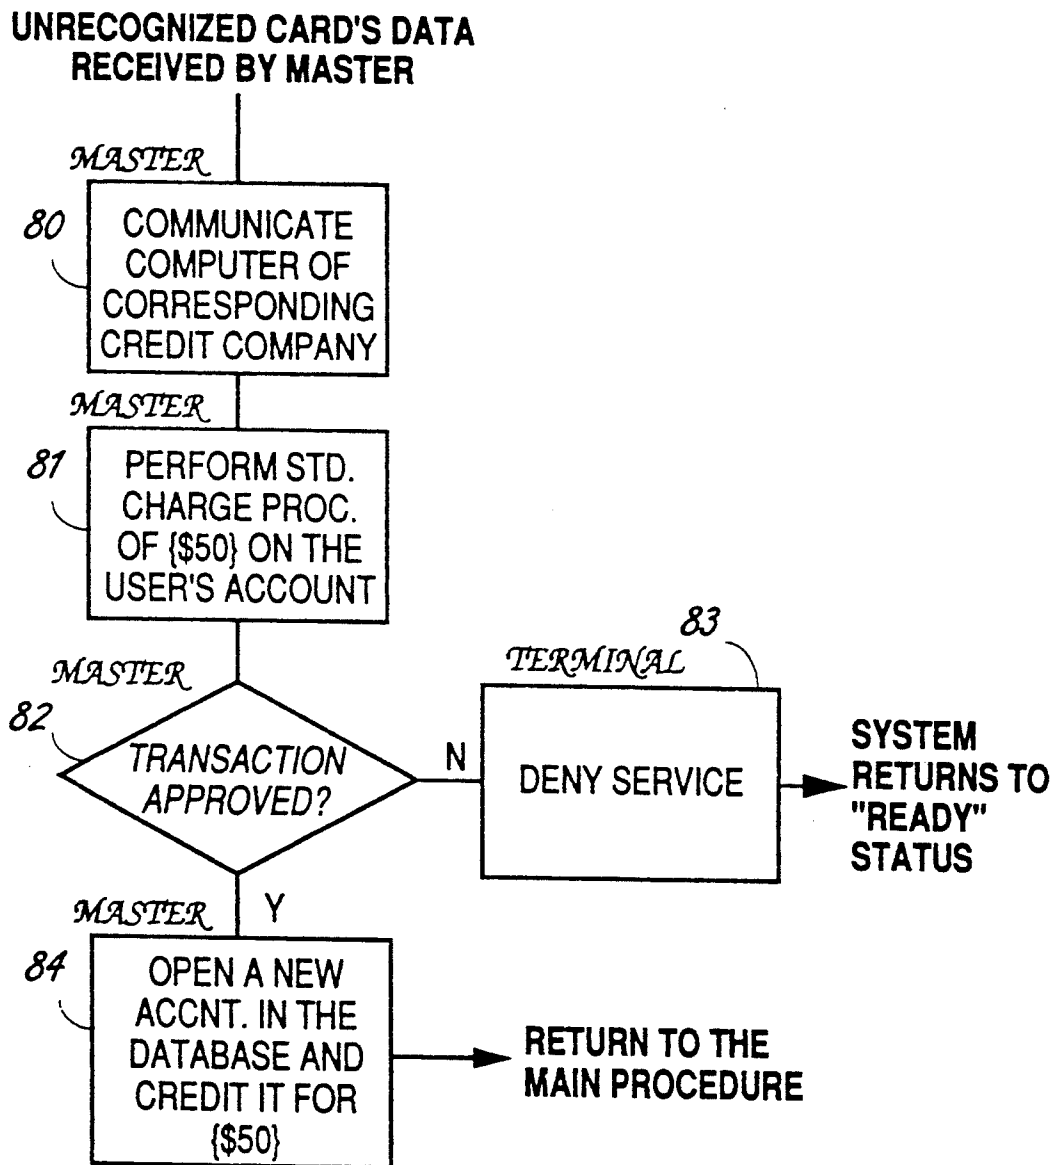 UNRECOGNIZED CARD'S DATA
RECEIVED BY MASTER
MASTER
80
COMMUNICATE
COMPUTER OF
CORRESPONDING
CREDIT COMPANY
MASTER
81
PERFORM STD.
CHARGE PROC.
OF {$50} ON THE
USER'S ACCOUNT
MASTER
82
TRANSACTION
APPROVED?
N
83
TERMINAL
DENY SERVICE
SYSTEM
RETURNS TO
"READY"
STATUS
Y
MASTER
84
OPEN A NEW
ACCNT. IN THE
DATABASE AND
CREDIT IT FOR
{$50}
RETURN TO THE
MAIN PROCEDURE